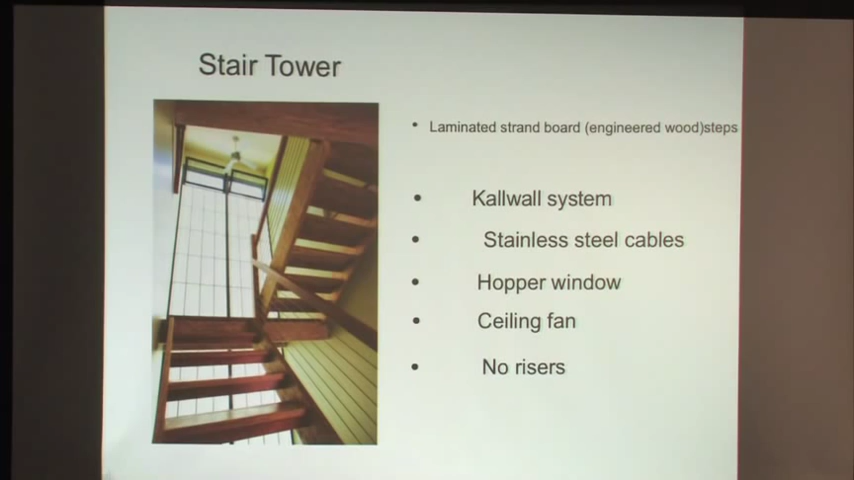 Stair Tower
• Laminated strand board (engineered wood)steps
• Kallwall system
• Stainless steel cables
• Hopper window
• Ceiling fan
• No risers